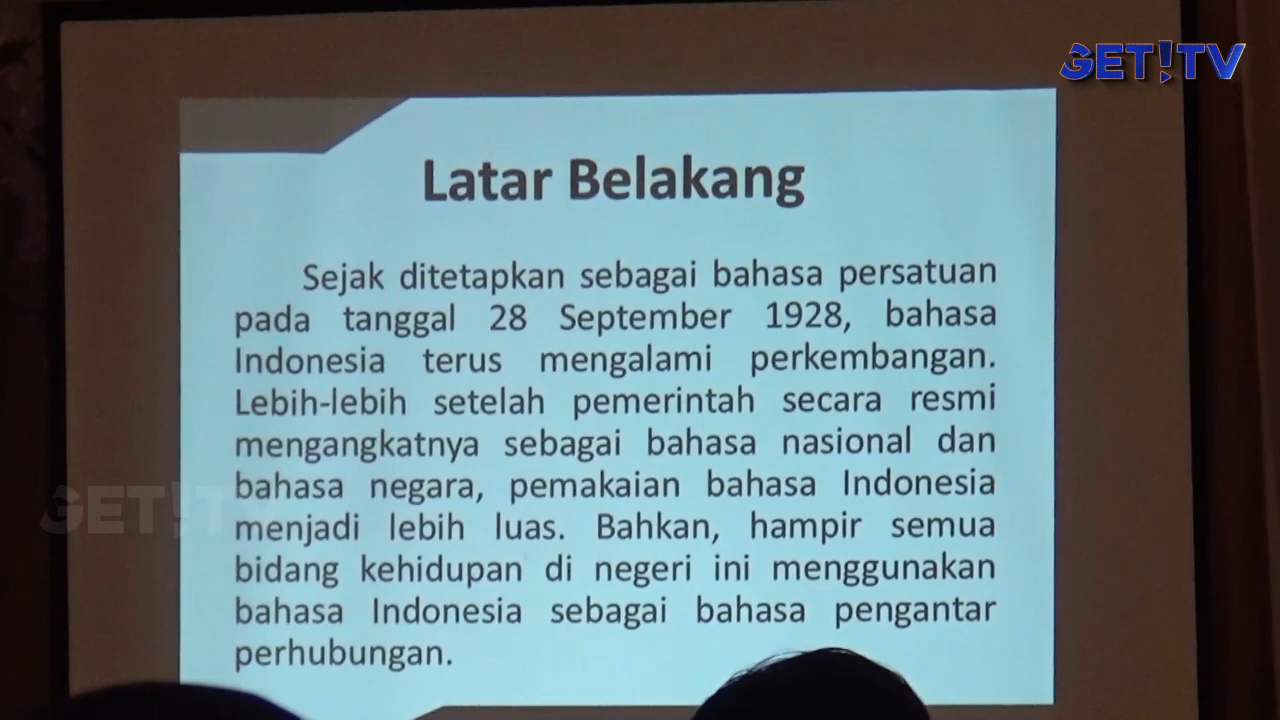 GET!TV
Latar Belakang
Sejak ditetapkan sebagai bahasa persatuan
pada tanggal 28 September 1928, bahasa
Indonesia terus mengalami perkembangan.
Lebih-lebih setelah pemerintah secara resmi
mengangkatnya sebagai bahasa nasional dan
bahasa negara, pemakaian bahasa Indonesia
menjadi lebih luas. Bahkan, hampir semua
bidang kehidupan di negeri ini menggunakan
bahasa Indonesia sebagai bahasa pengantar
perhubungan.
GET!TV